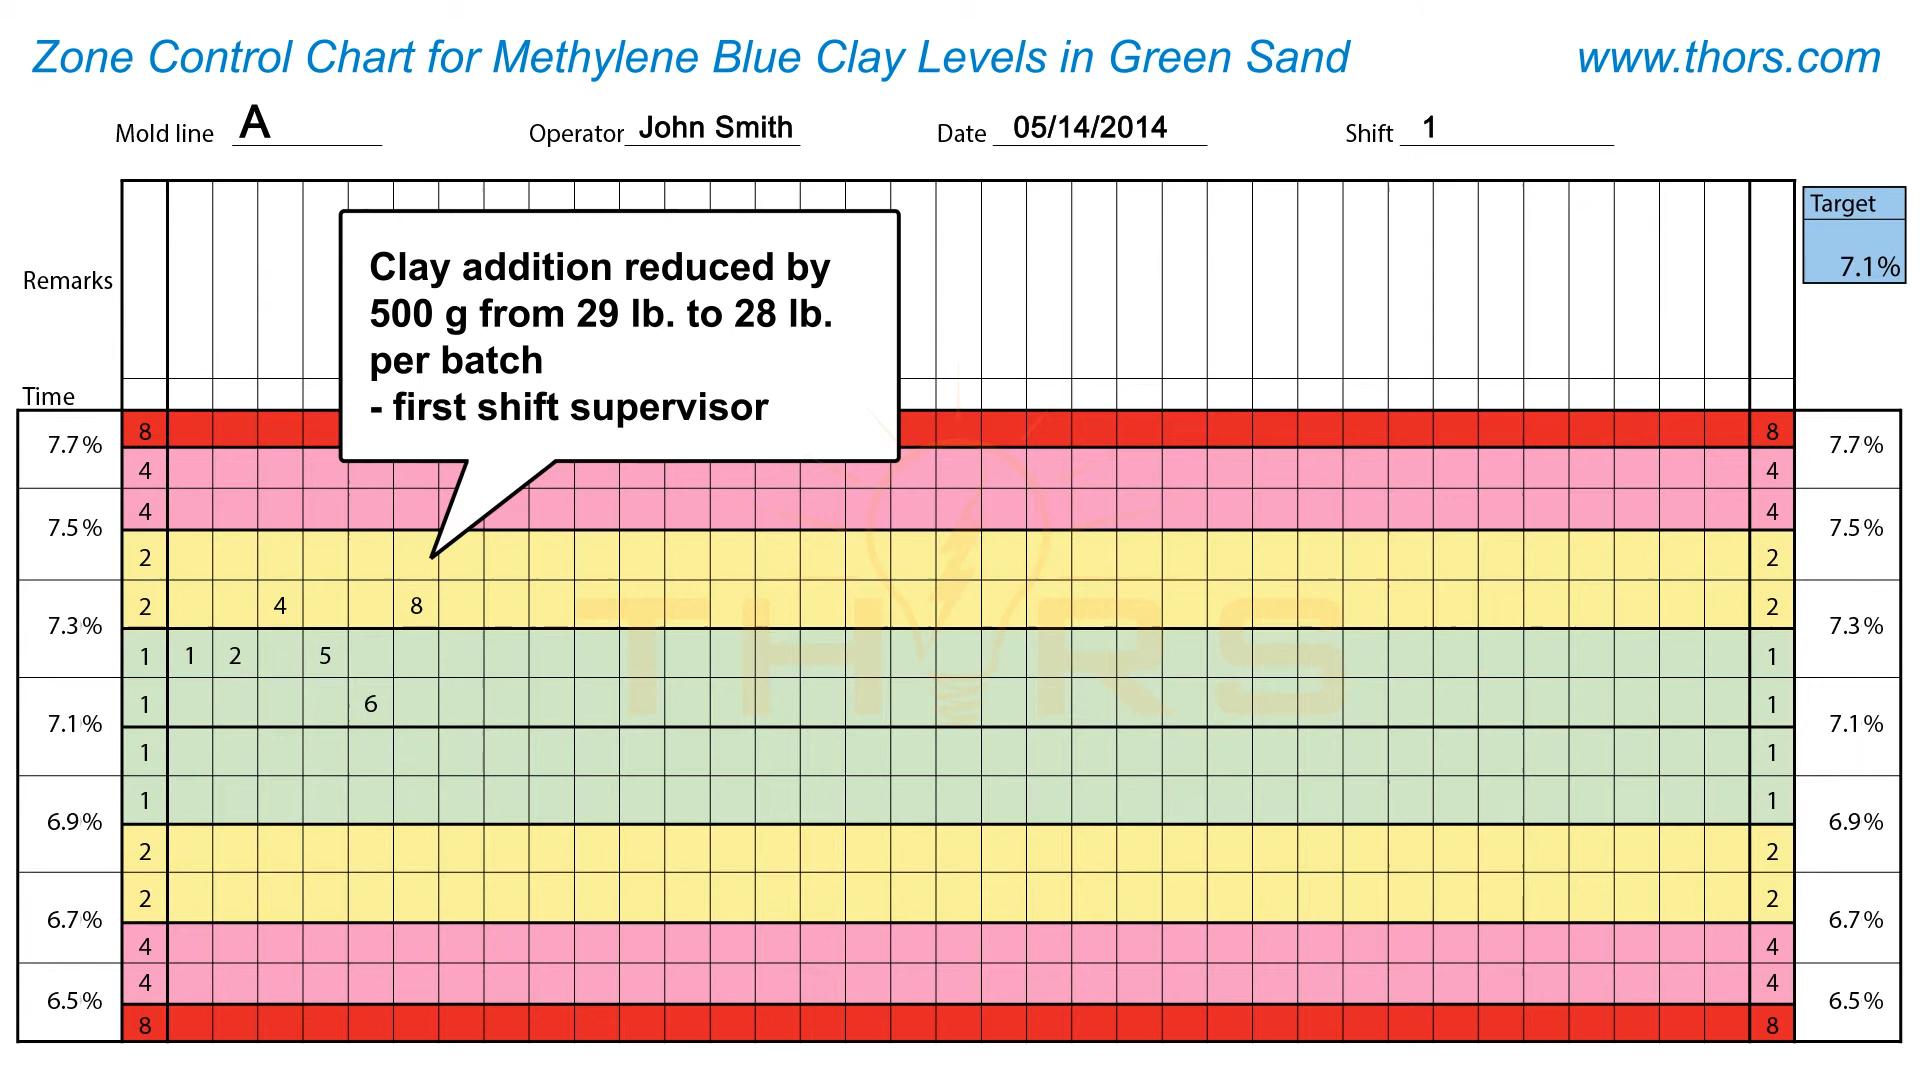 Zone Control Chart for Methylene Blue Clay Levels in Green Sand www.thors.com
Mold line A Operator John Smith Date 05/14/2014 Shift 1
Target
7.1%
Remarks
Clay addition reduced by
500 g from 29 lb. to 28 lb.
per batch
- first shift supervisor
Time
8 8
7.7% 7.7%
4 4
4 4
7.5% 7.5%
2 2
2 4 8 2
7.3% 7.3%
1 1 2 5 1
1 6 1
7.1% 7.1%
1 1
1 1
6.9% 6.9%
2 2
2 2
6.7% 6.7%
4 4
4 4
6.5% 6.5%
8 8
THORS